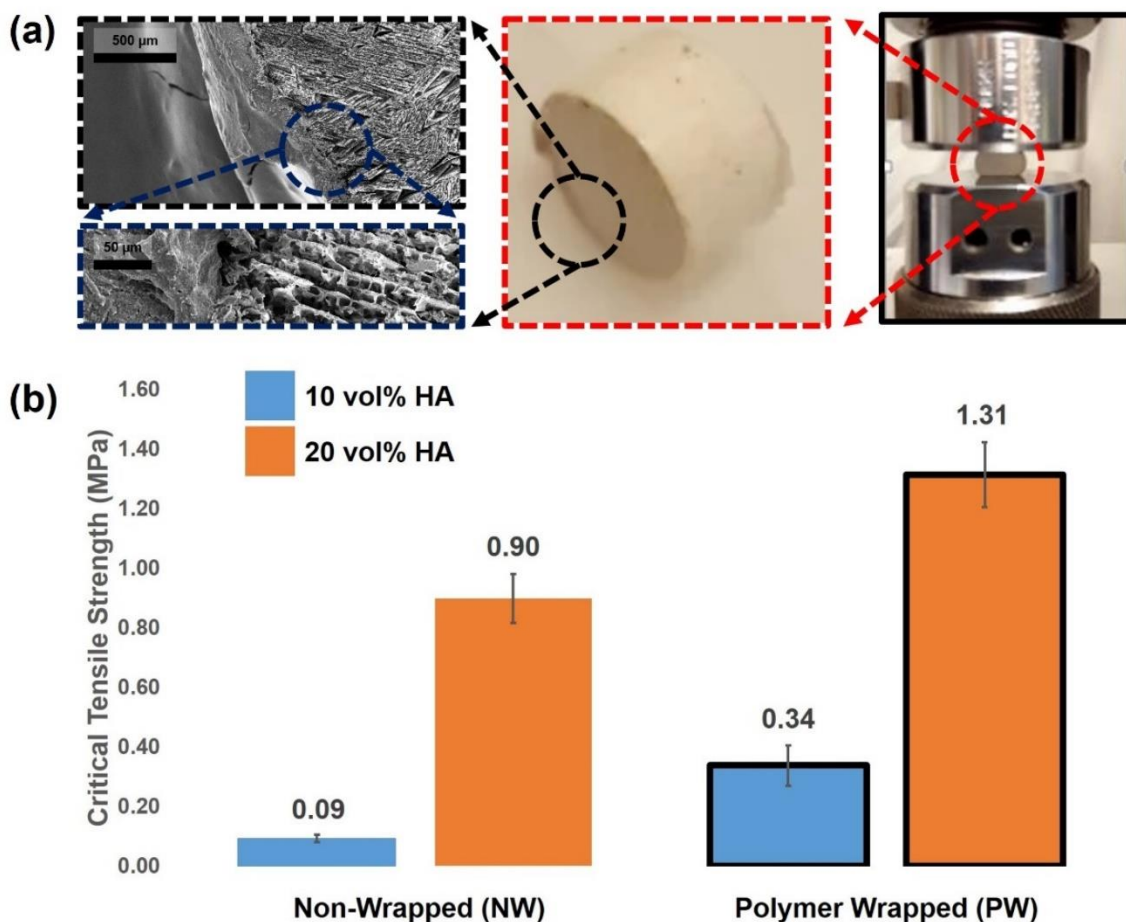 (a)
500 µm
50 µm
(b)
Critical Tensile Strength (MPa)
1.60
1.40
1.20
1.00
0.80
0.60
0.40
0.20
0.00
10 vol% HA
20 vol% HA
0.09
0.90
0.34
1.31
Non-Wrapped (NW)
Polymer Wrapped (PW)